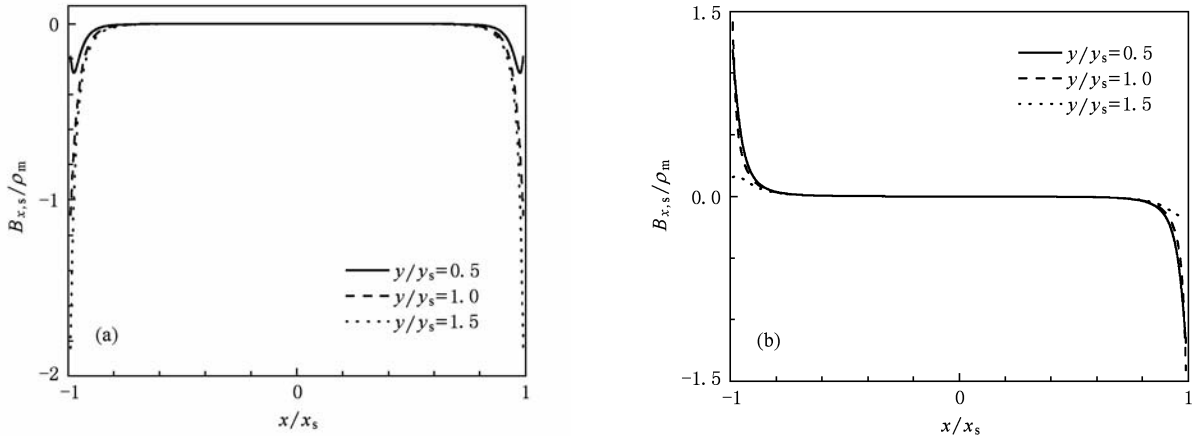 0
−1
−2
B_{x,s}/ρ_m
y/y_s=0.5
y/y_s=1.0
y/y_s=1.5
(a)
−1 0 1
x/x_s
1.5
0.0
−1.5
B_{x,s}/ρ_m
y/y_s=0.5
y/y_s=1.0
y/y_s=1.5
(b)
−1 0 1
x/x_s